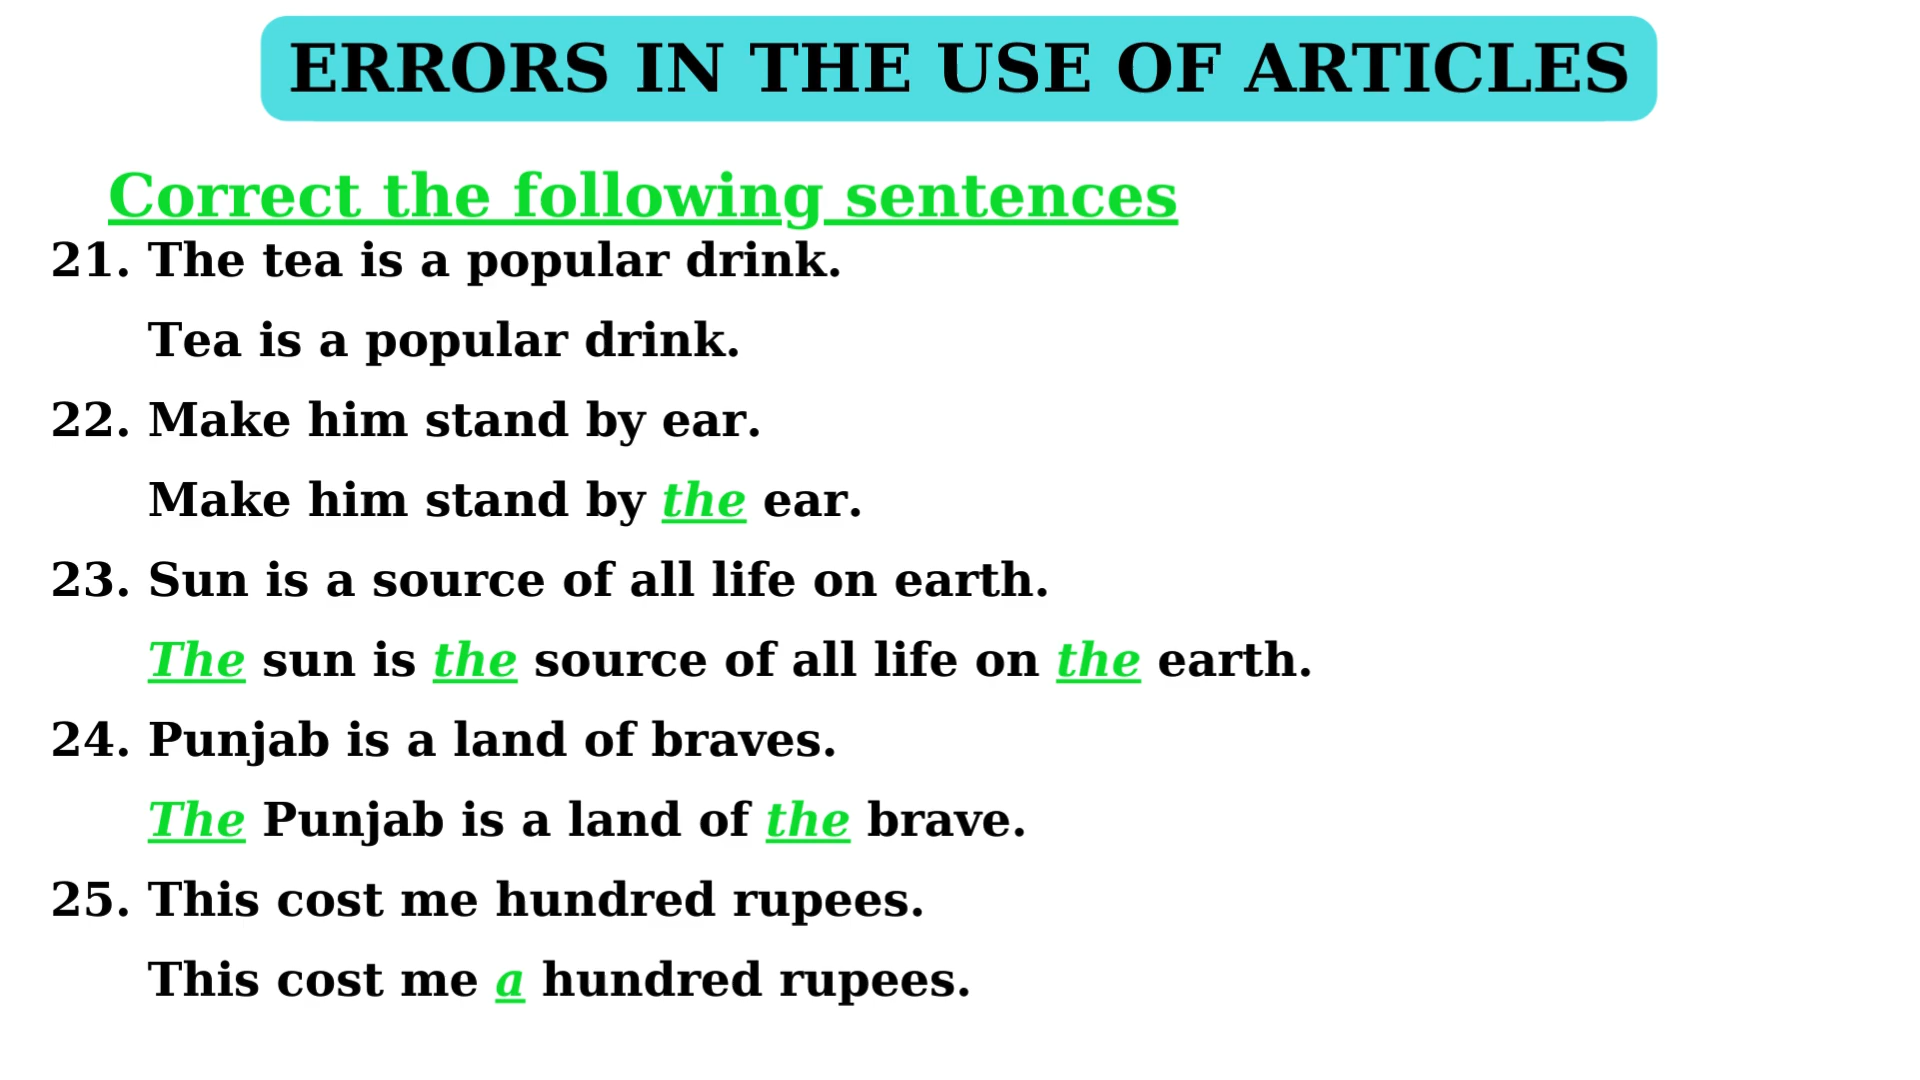 ERRORS IN THE USE OF ARTICLES
Correct the following sentences
21. The tea is a popular drink.
Tea is a popular drink.
22. Make him stand by ear.
Make him stand by the ear.
23. Sun is a source of all life on earth.
The sun is the source of all life on the earth.
24. Punjab is a land of braves.
The Punjab is a land of the brave.
25. This cost me hundred rupees.
This cost me a hundred rupees.